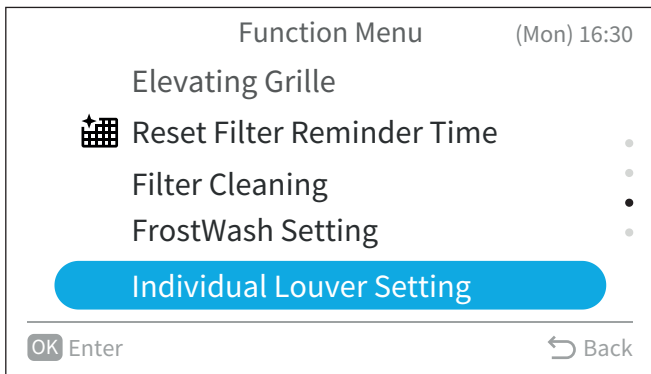 Function Menu (Mon) 16:30
Elevating Grille
Reset Filter Reminder Time
Filter Cleaning
FrostWash Setting
Individual Louver Setting
OK Enter Back